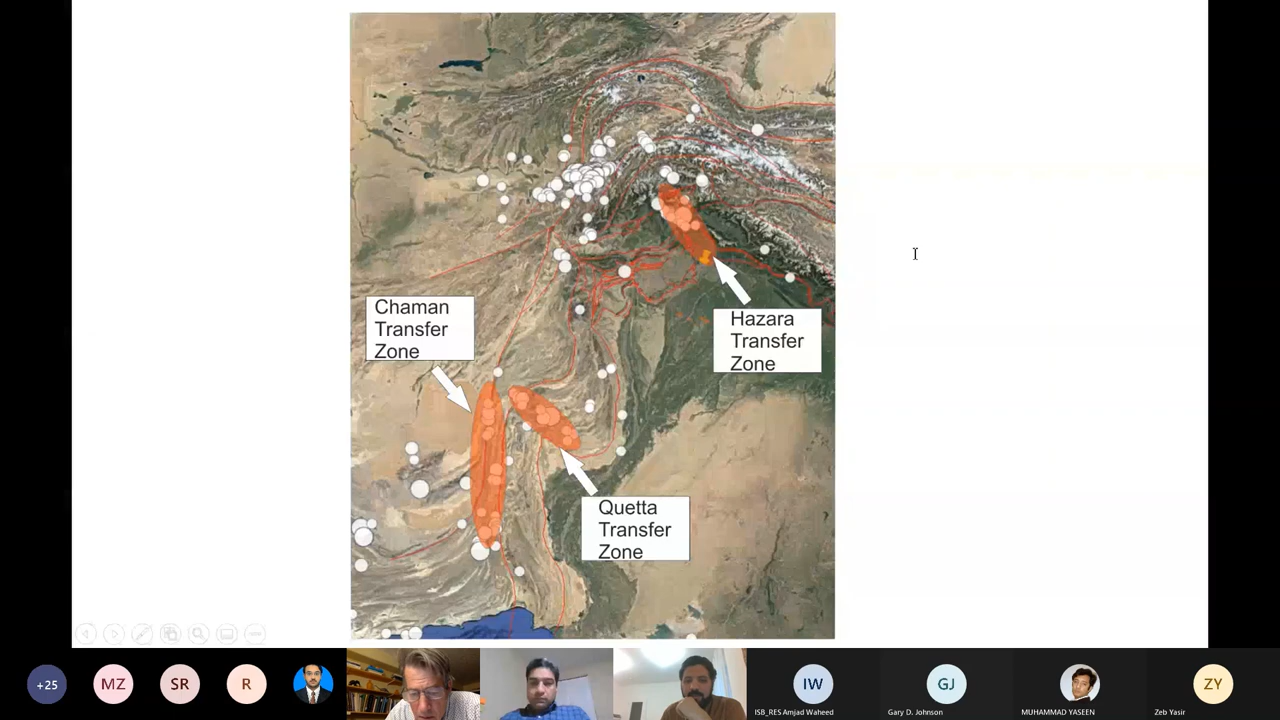 Chaman
Transfer
Zone
Hazara
Transfer
Zone
Quetta
Transfer
Zone
+25
MZ
SR
R
IW
GJ
ZY
ISB_RES Amjad Waheed
Gary D. Johnson
MUHAMMAD YASEEN
Zeb Yasir